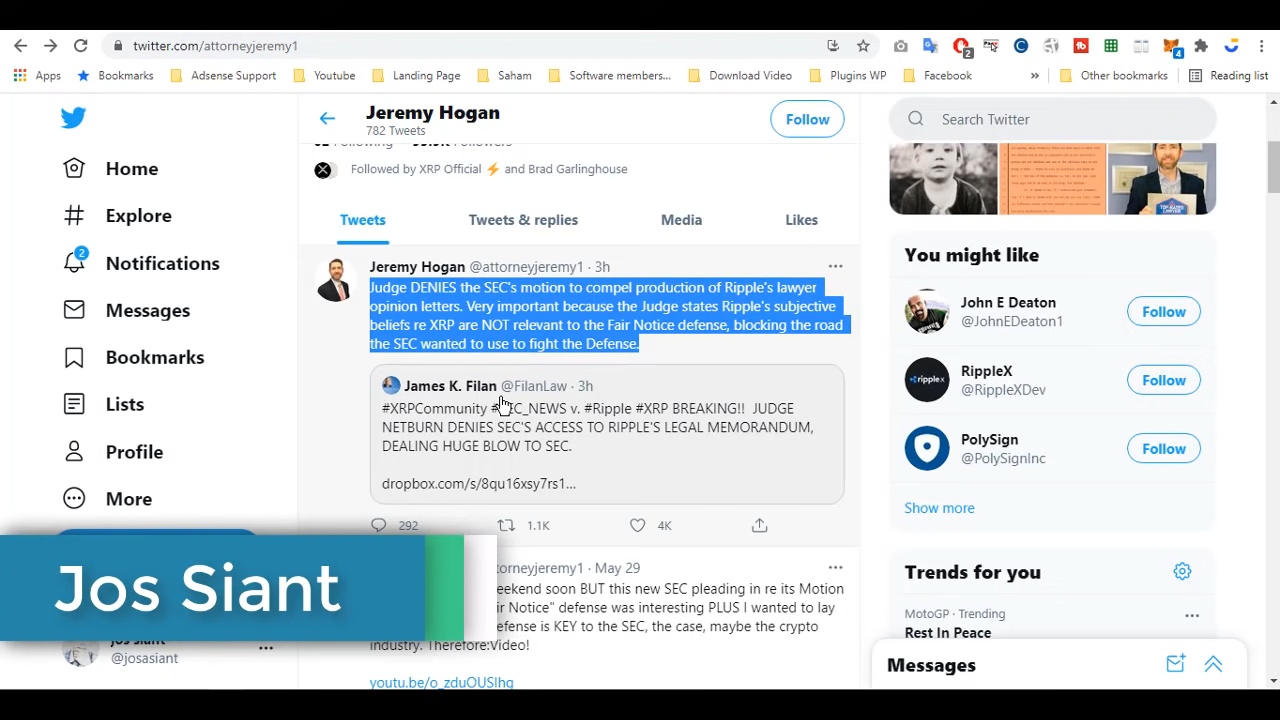 twitter.com/attorneyjeremy1
2
4
Apps
Bookmarks
Adsense Support
Youtube
Landing Page
Saham
Software members...
Download Video
Plugins WP
Facebook
»
Other bookmarks
Reading list
Home
Explore
2
Notifications
Messages
Bookmarks
Lists
Profile
More
Jos Siant
@josasiant
Jeremy Hogan
782 Tweets
Follow
Followed by XRP Official ⚡ and Brad Garlinghouse
Tweets
Tweets & replies
Media
Likes
Jeremy Hogan @attorneyjeremy1 · 3h
Judge DENIES the SEC's motion to compel production of Ripple's lawyer
opinion letters. Very important because the Judge states Ripple's subjective
beliefs re XRP are NOT relevant to the Fair Notice defense, blocking the road
the SEC wanted to use to fight the Defense.
James K. Filan @FilanLaw · 3h
#XRPCommunity #SEC_NEWS v. #Ripple #XRP BREAKING!! JUDGE
NETBURN DENIES SEC'S ACCESS TO RIPPLE'S LEGAL MEMORANDUM,
DEALING HUGE BLOW TO SEC.
dropbox.com/s/8qu16xsy7rs1...
292
1.1K
4K
orneyjeremy1 · May 29
eekend soon BUT this new SEC pleading in re its Motion
ir Notice" defense was interesting PLUS I wanted to lay
efense is KEY to the SEC, the case, maybe the crypto
industry. Therefore:Video!
youtu.be/o_zduOUSlhg
Search Twitter
You might like
John E Deaton
@JohnEDeaton1
Follow
RippleX
@RippleXDev
Follow
PolySign
@PolySignInc
Follow
Show more
Trends for you
MotoGP · Trending
Rest In Peace
Messages